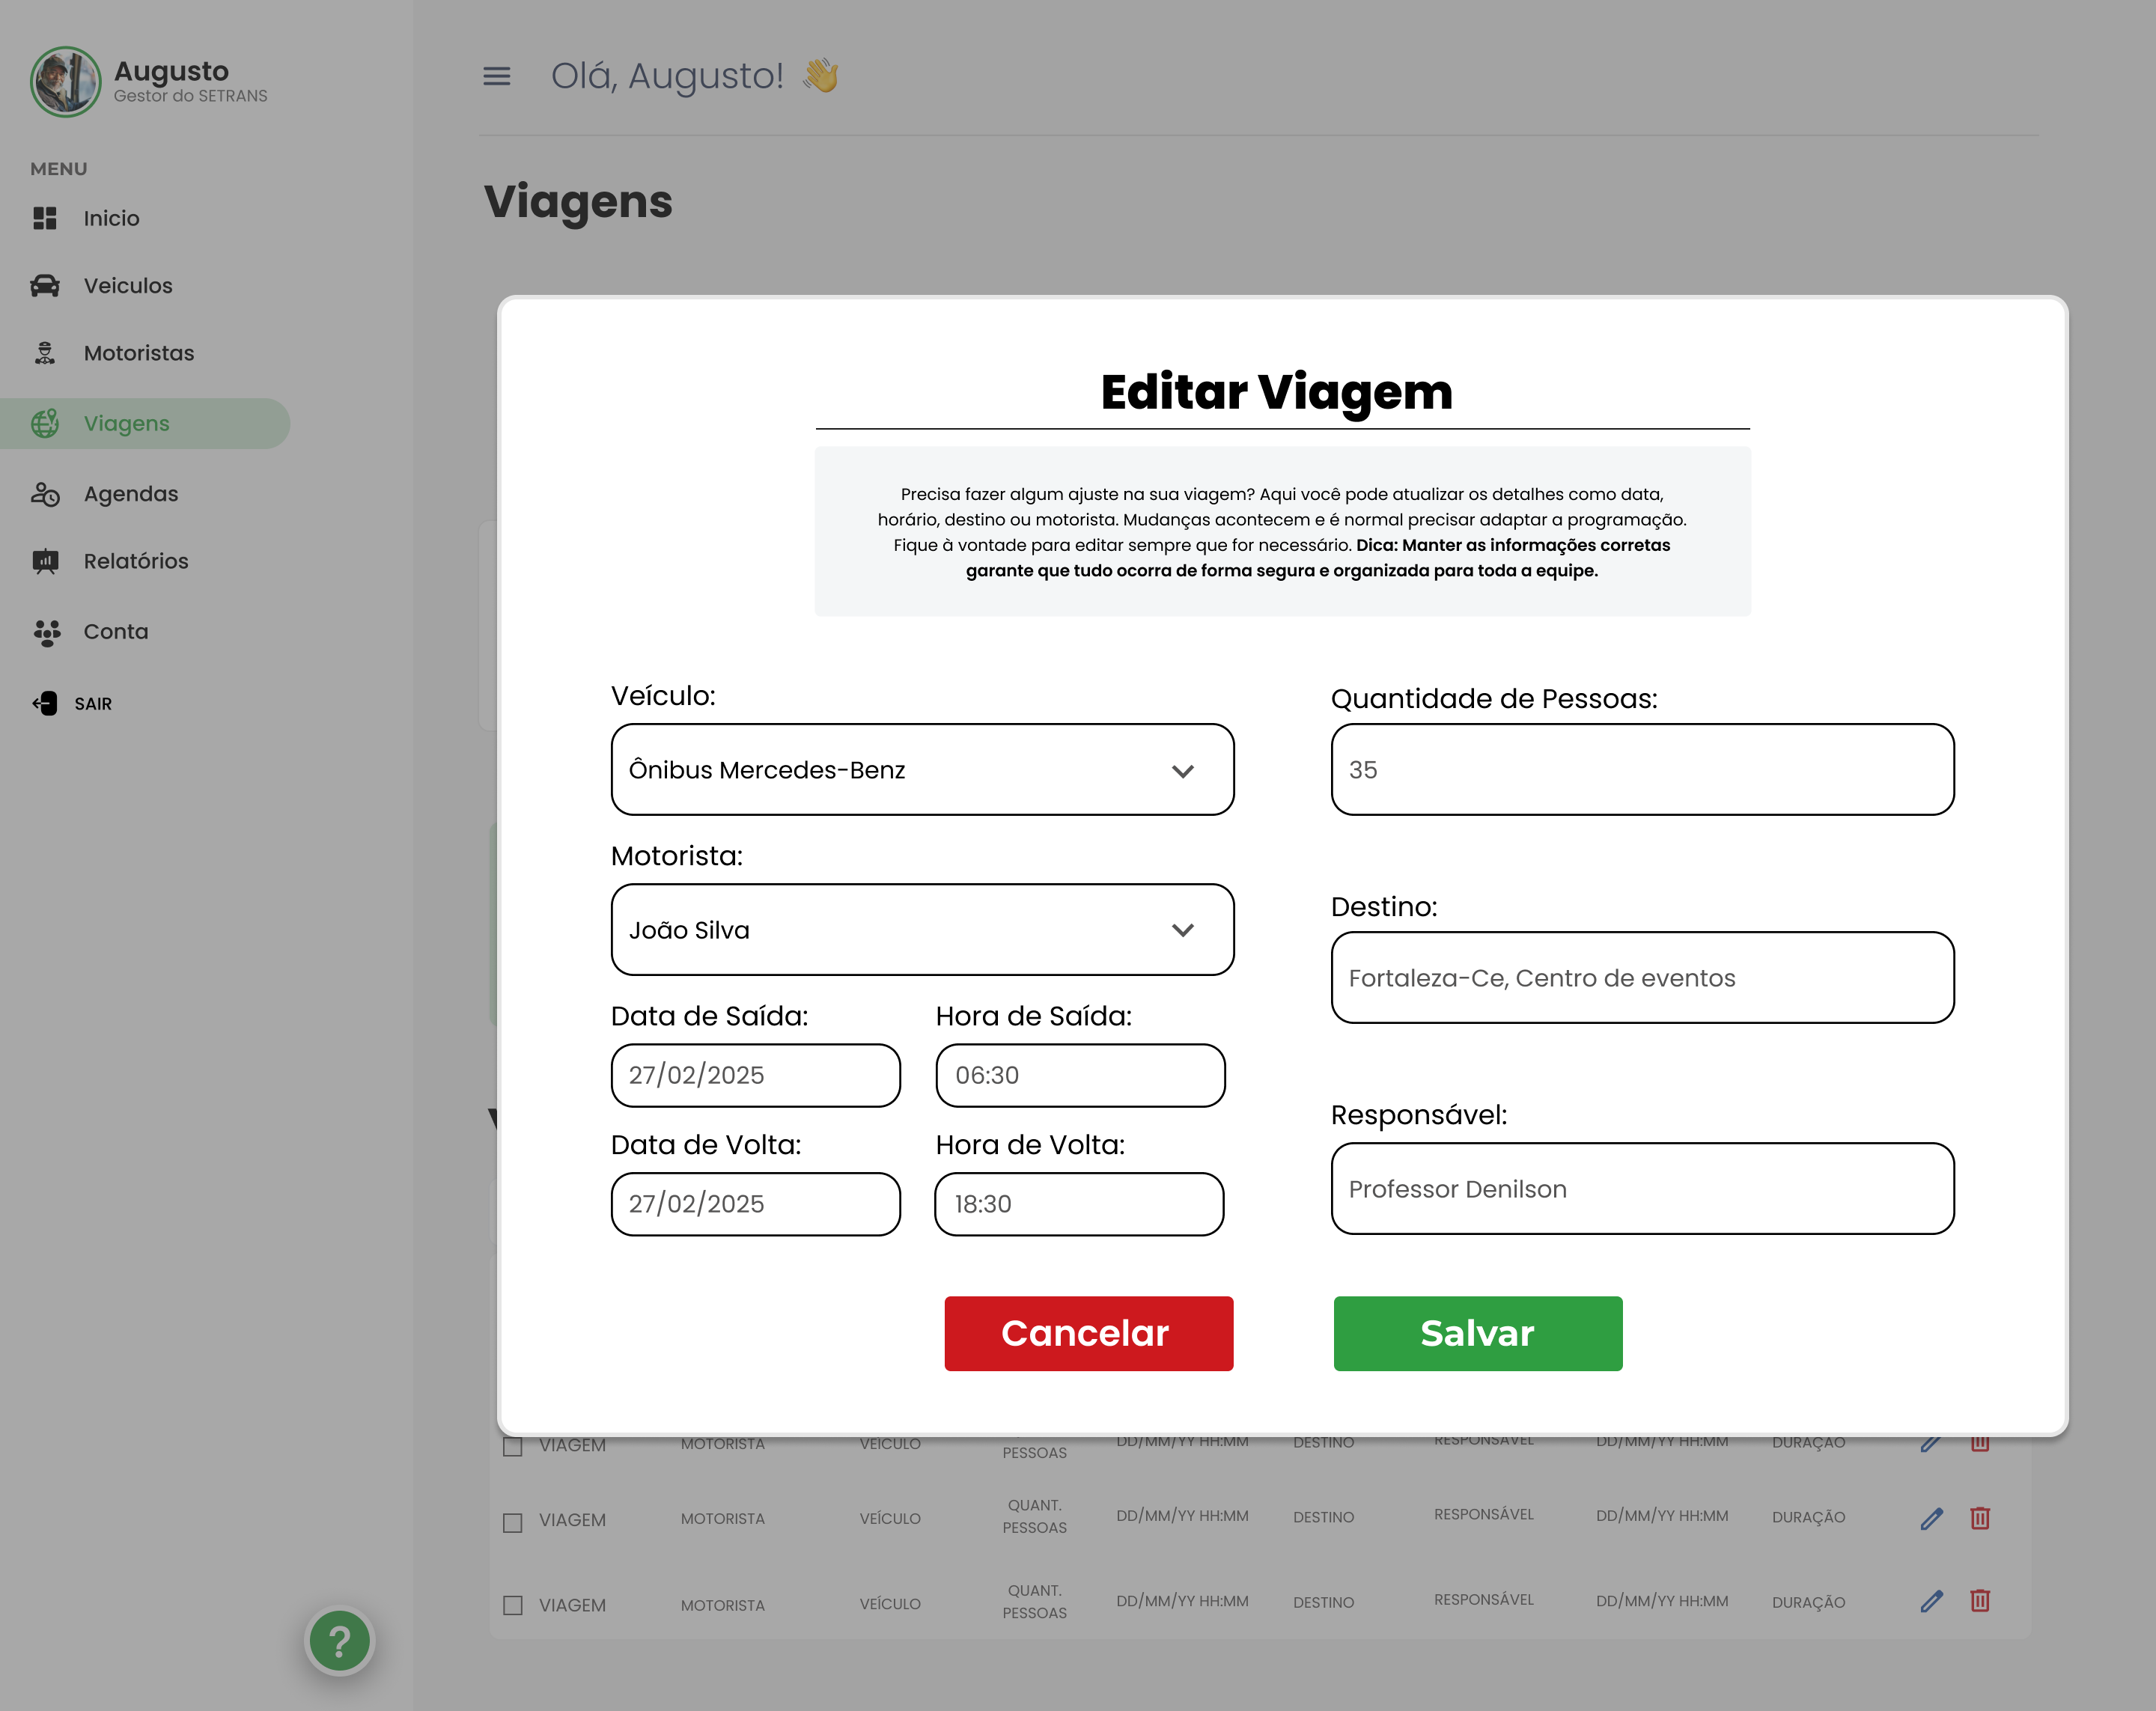 Augusto
Gestor do SETRANS
MENU
Inicio
Veiculos
Motoristas
Viagens
Agendas
Relatórios
Conta
SAIR
Olá, Augusto! 👋
Viagens
Editar Viagem
Precisa fazer algum ajuste na sua viagem? Aqui você pode atualizar os detalhes como data,
horário, destino ou motorista. Mudanças acontecem e é normal precisar adaptar a programação.
Fique à vontade para editar sempre que for necessário. Dica: Manter as informações corretas
garante que tudo ocorra de forma segura e organizada para toda a equipe.
Veículo:
Ônibus Mercedes-Benz
Motorista:
João Silva
Data de Saída:
Hora de Saída:
27/02/2025
06:30
Data de Volta:
Hora de Volta:
27/02/2025
18:30
Quantidade de Pessoas:
35
Destino:
Fortaleza-Ce, Centro de eventos
Responsável:
Professor Denilson
Cancelar
Salvar
VIAGEM MOTORISTA VEÍCULO PESSOAS DD/MM/YY HH:MM DESTINO RESPONSÁVEL DD/MM/YY HH:MM DURAÇÃO
VIAGEM MOTORISTA VEÍCULO QUANT. PESSOAS DD/MM/YY HH:MM DESTINO RESPONSÁVEL DD/MM/YY HH:MM DURAÇÃO
VIAGEM MOTORISTA VEÍCULO QUANT. PESSOAS DD/MM/YY HH:MM DESTINO RESPONSÁVEL DD/MM/YY HH:MM DURAÇÃO
?